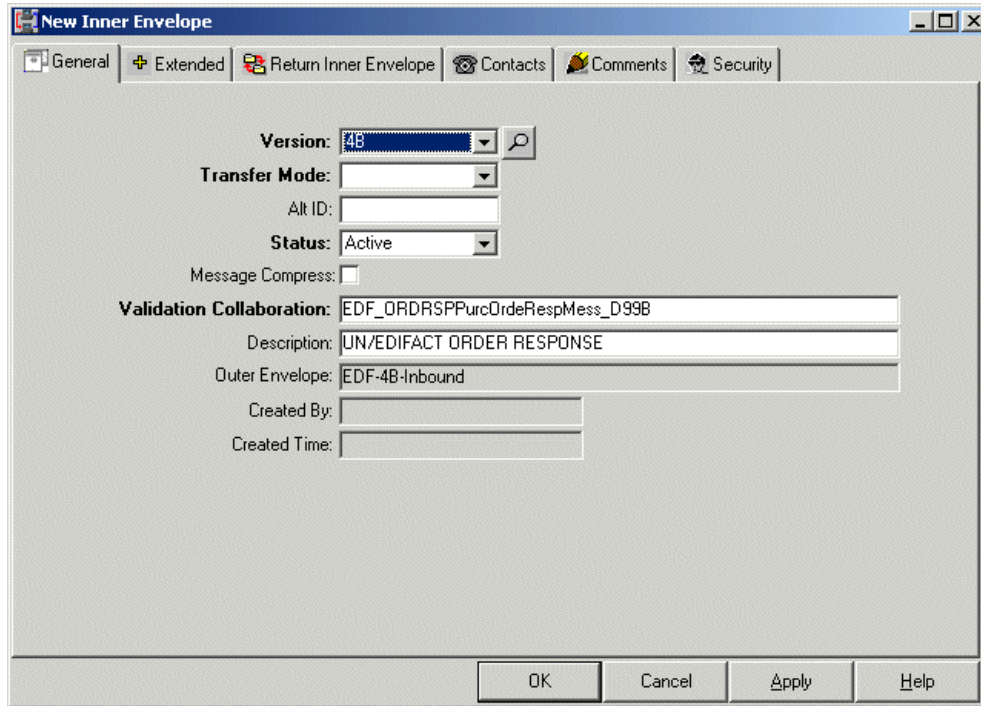 New Inner Envelope
General Extended Return Inner Envelope Contacts Comments Security
Version: 4B
Transfer Mode:
Alt ID:
Status: Active
Message Compress:
Validation Collaboration: EDF_ORDRSPPurcOrdeRespMess_D99B
Description: UN/EDIFACT ORDER RESPONSE
Outer Envelope: EDF-4B-Inbound
Created By:
Created Time:
OK Cancel Apply Help